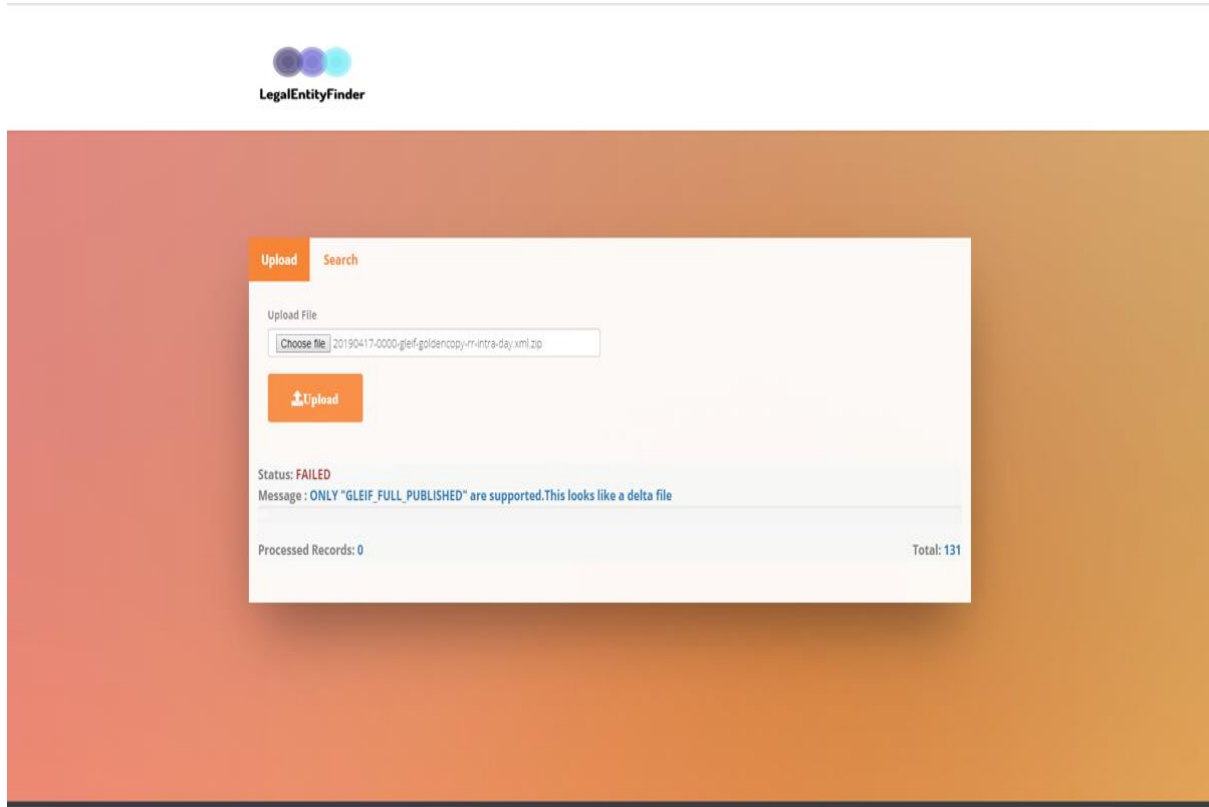 LegalEntityFinder
Upload Search
Upload File
Choose file 20190417-0000-gleif-goldencopy-rr-intra-day.xml.zip
Upload
Status: FAILED
Message : ONLY "GLEIF_FULL_PUBLISHED" are supported.This looks like a delta file
Processed Records: 0 Total: 131